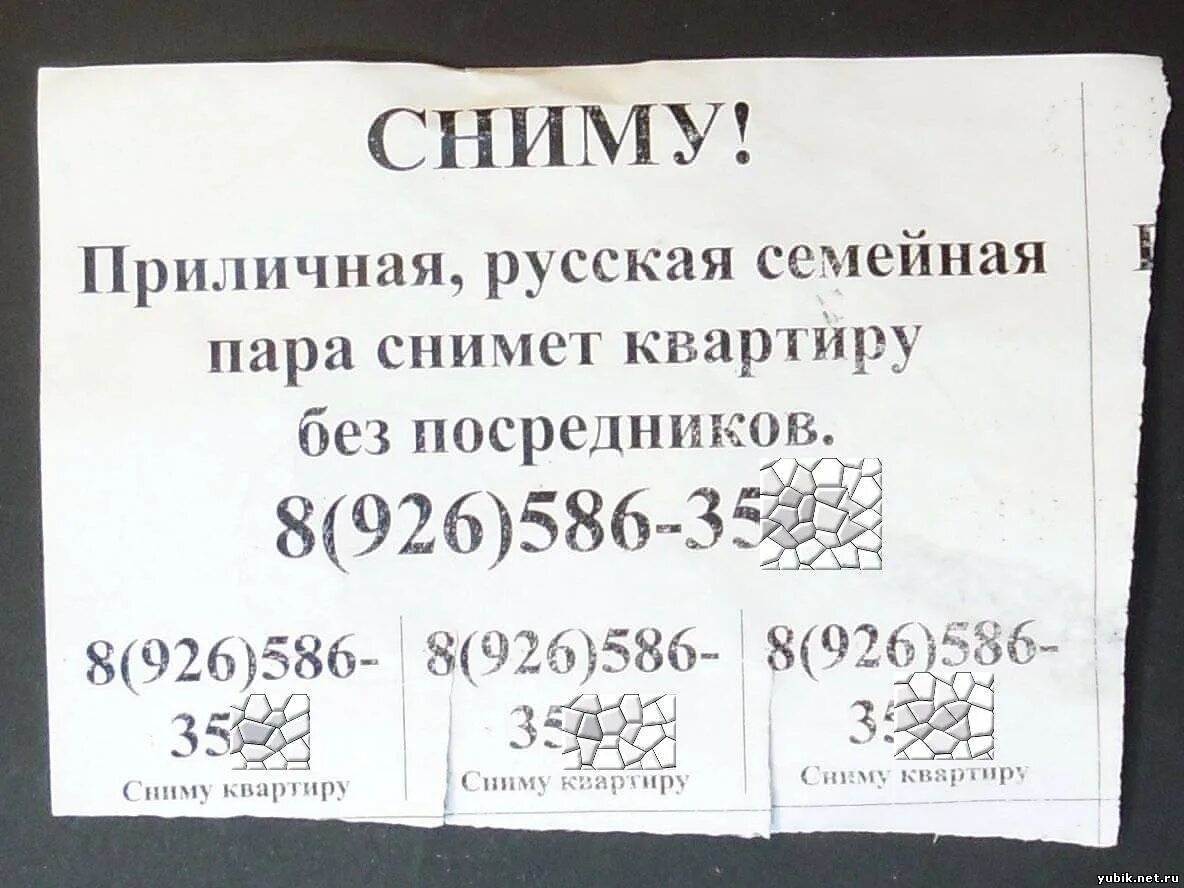 СНИМУ!
Приличная, русская семейная
пара снимет квартиру
без посредников.
8(926)586-35
8(926)586-
35
Сниму квартиру
8(926)586-
35
Сниму квартиру
8(926)586-
35
Сниму квартиру
yubik.net.ru